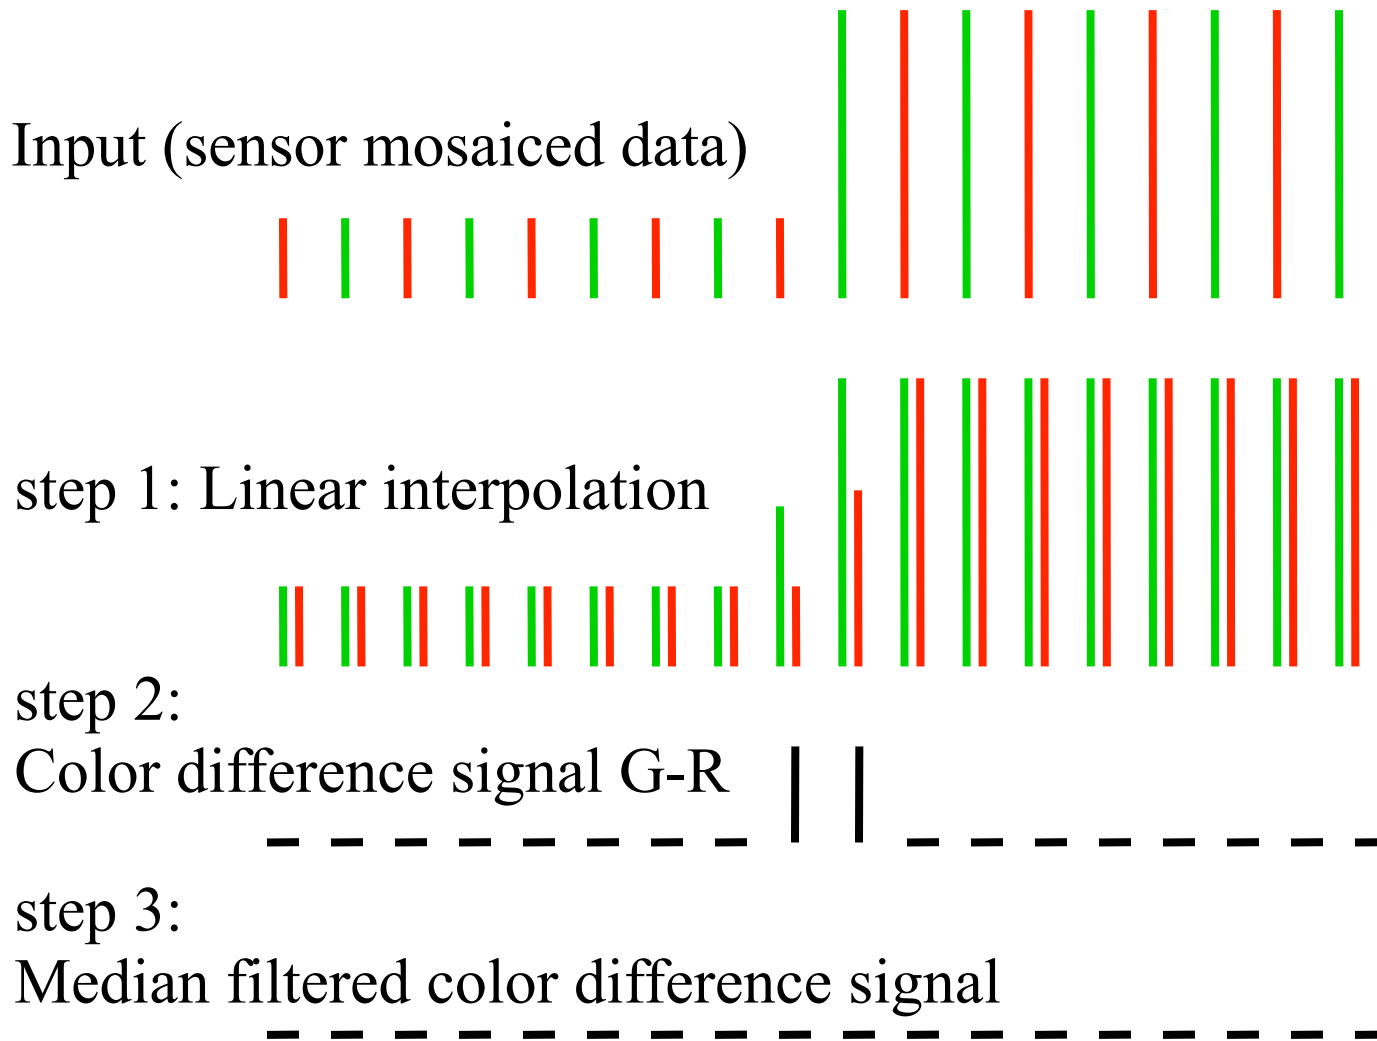 Input (sensor mosaiced data)
step 1: Linear interpolation
step 2:
Color difference signal G-R
step 3:
Median filtered color difference signal